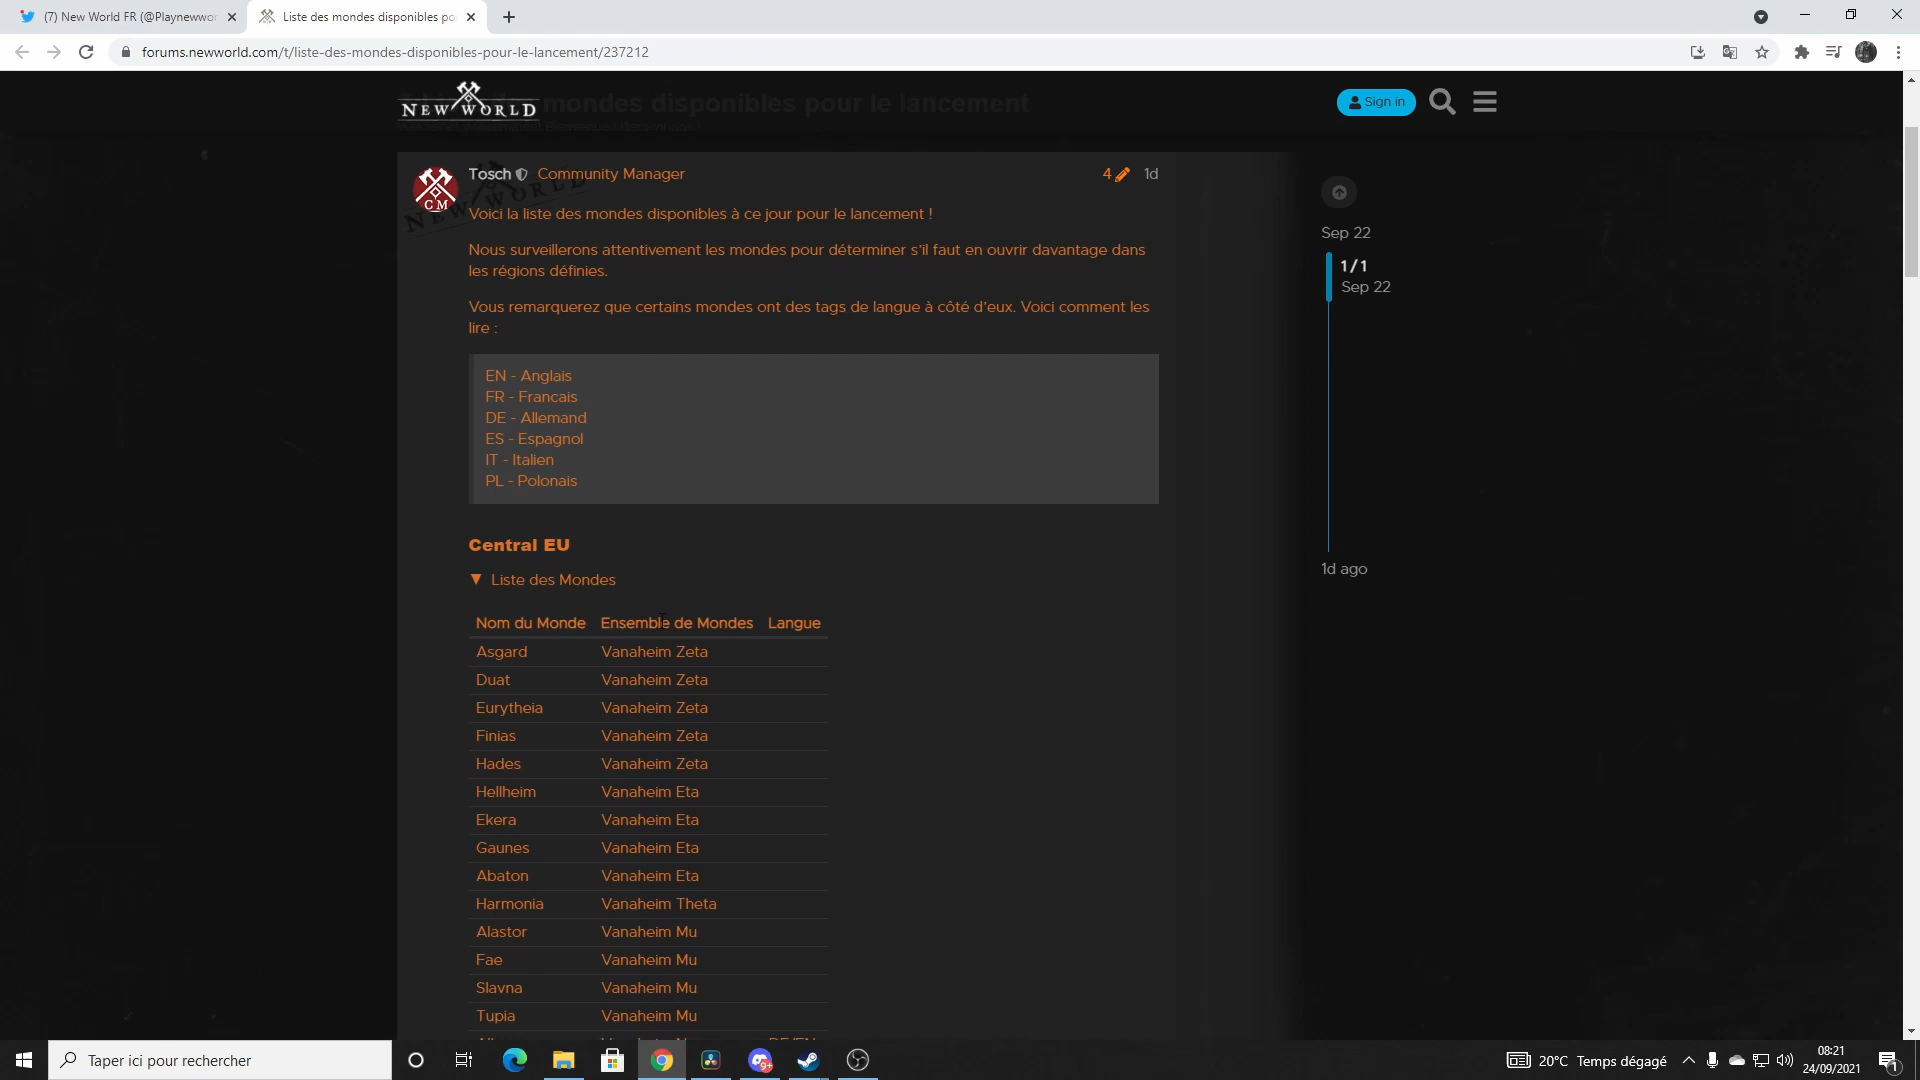 (7) New World FR (@Playnewwor
Liste des mondes disponibles po
forums.newworld.com/t/liste-des-mondes-disponibles-pour-le-lancement/237212
NEW WORLD
mondes disponibles pour le lancement
Sign in
Tosch Community Manager
4 1d
CM
Voici la liste des mondes disponibles à ce jour pour le lancement !
Nous surveillerons attentivement les mondes pour déterminer s'il faut en ouvrir davantage dans
les régions définies.
Vous remarquerez que certains mondes ont des tags de langue à côté d'eux. Voici comment les
lire :
EN - Anglais
FR - Francais
DE - Allemand
ES - Espagnol
IT - Italien
PL - Polonais
Central EU
▼ Liste des Mondes
Nom du Monde Ensemble de Mondes Langue
Asgard Vanaheim Zeta
Duat Vanaheim Zeta
Eurytheia Vanaheim Zeta
Finias Vanaheim Zeta
Hades Vanaheim Zeta
Hellheim Vanaheim Eta
Ekera Vanaheim Eta
Gaunes Vanaheim Eta
Abaton Vanaheim Eta
Harmonia Vanaheim Theta
Alastor Vanaheim Mu
Fae Vanaheim Mu
Slavna Vanaheim Mu
Tupia Vanaheim Mu
Sep 22
1/1
Sep 22
1d ago
Taper ici pour rechercher
9+
20°C Temps dégagé
08:21
24/09/2021
1